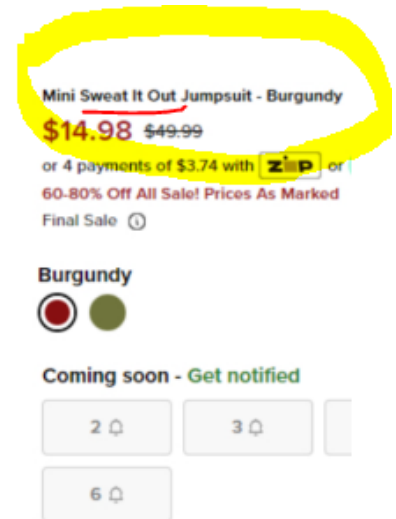 Mini Sweat It Out Jumpsuit - Burgundy
$14.98 $49.99
or 4 payments of $3.74 with ZIP or
60-80% Off All Sale! Prices As Marked
Final Sale
Burgundy
Coming soon - Get notified
2 3
6